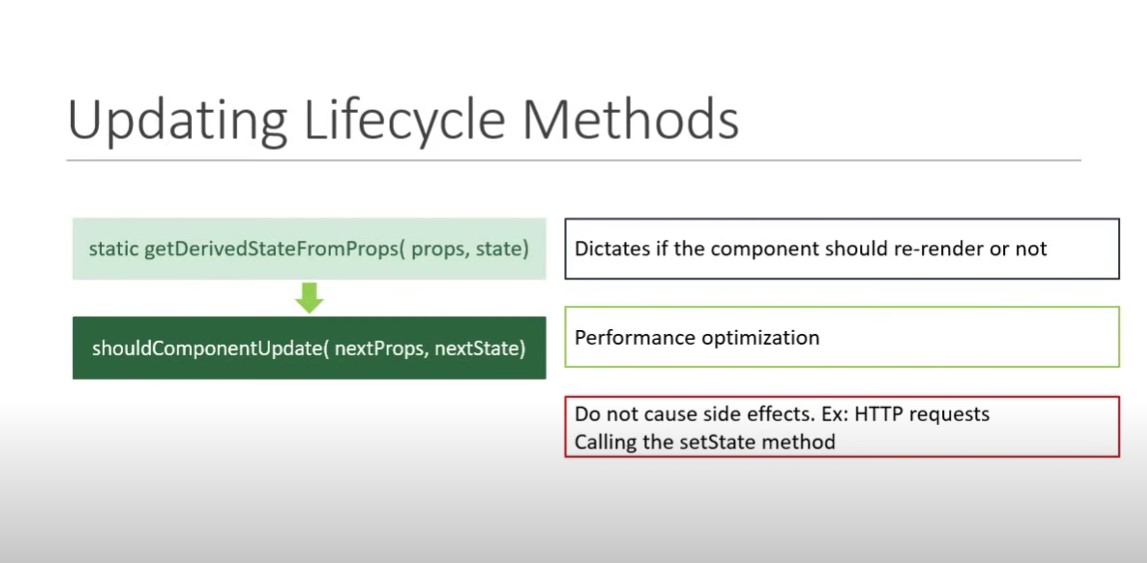 Updating Lifecycle Methods
static getDerivedStateFromProps( props, state)
shouldComponentUpdate( nextProps, nextState)
Dictates if the component should re-render or not
Performance optimization
Do not cause side effects. Ex: HTTP requests
Calling the setState method